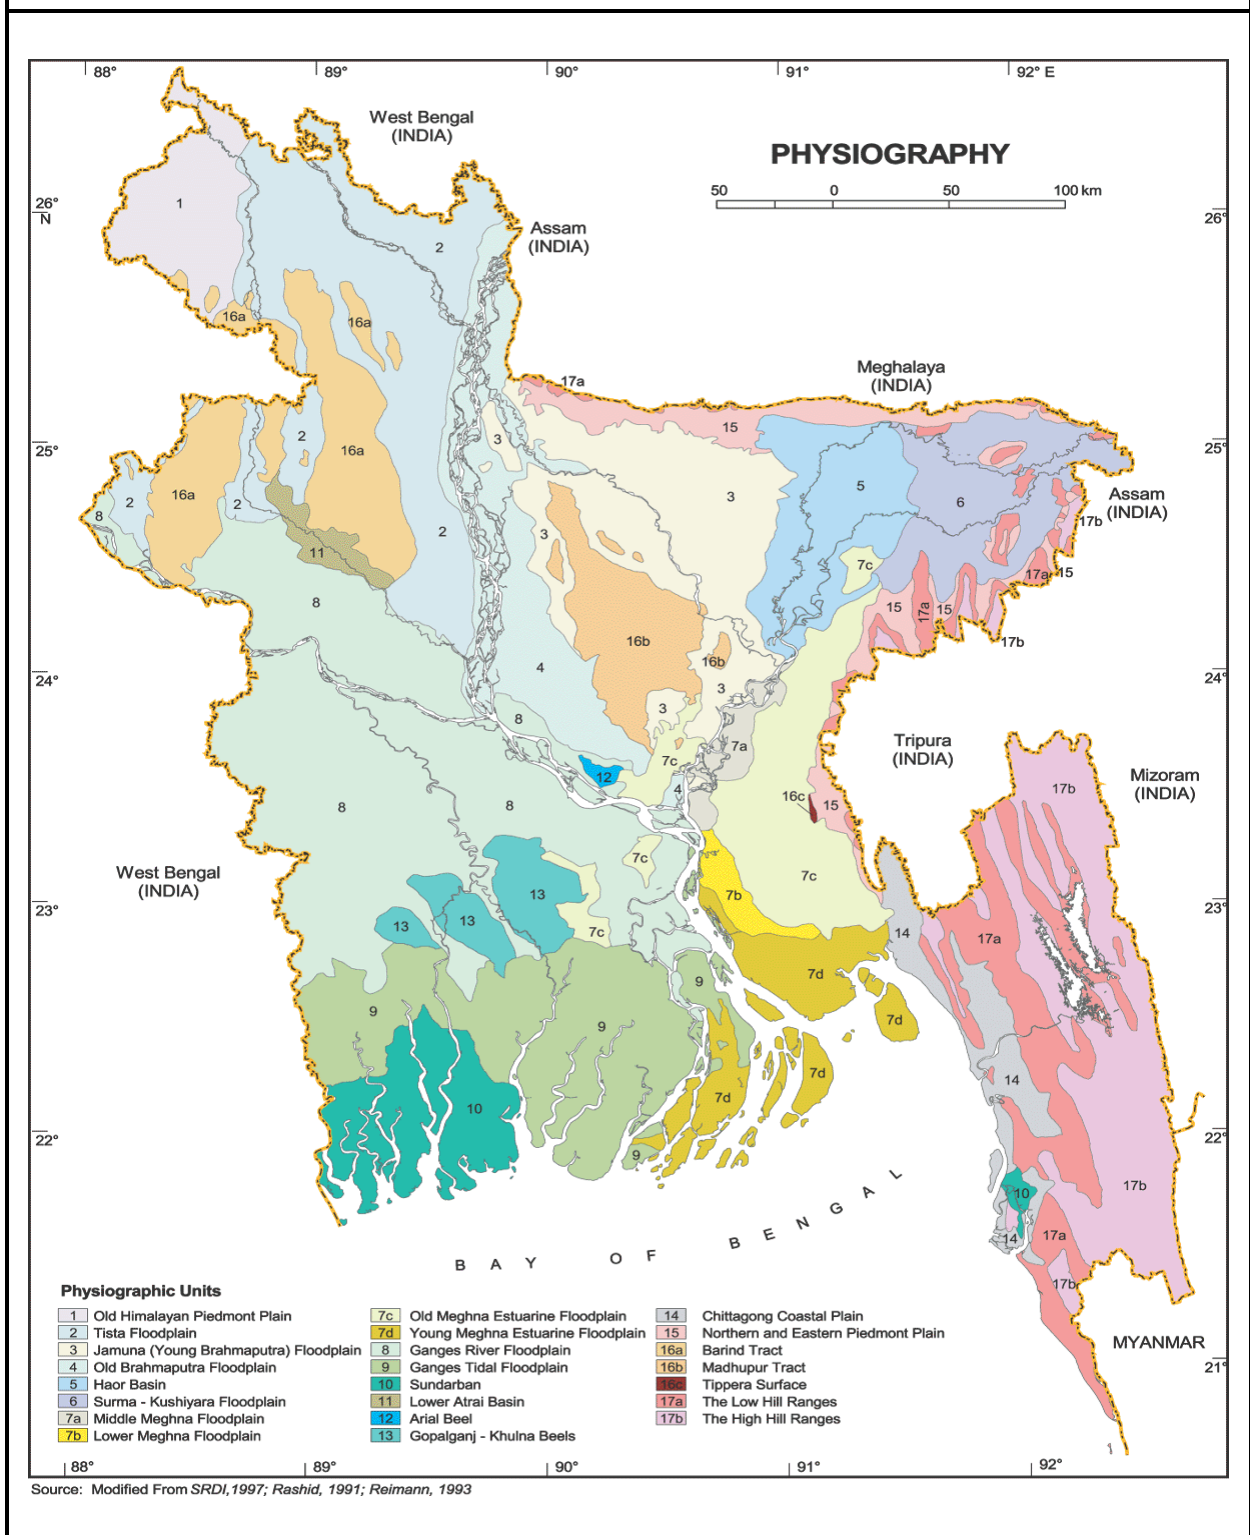 88° 89° 90° 91° 92° E
West Bengal
(INDIA)
PHYSIOGRAPHY
50 0 50 100 km
26°
N
26°
1
2
Assam
(INDIA)
16a
16a
Meghalaya
(INDIA)
17a
15
3
2
25°
25°
16a
5
3
6
Assam
(INDIA)
16a
2
2
8
17b
3
2
11
7c
17a
15
8
15
17a
15
17b
16b
16b
4
24°
24°
3
3
8
7a
7c
Tripura
(INDIA)
12
4
Mizoram
(INDIA)
17b
16c
15
8
8
7c
7c
West Bengal
(INDIA)
13
7b
23°
23°
13
13
7c
14
17a
7d
9
9
9
7d
7d
14
7d
10
22°
22°
9
17b
10
14
17a
17b
BAY OF BENGAL
MYANMAR
21°
Physiographic Units
1 Old Himalayan Piedmont Plain
2 Tista Floodplain
3 Jamuna (Young Brahmaputra) Floodplain
4 Old Brahmaputra Floodplain
5 Haor Basin
6 Surma - Kushiyara Floodplain
7a Middle Meghna Floodplain
7b Lower Meghna Floodplain
7c Old Meghna Estuarine Floodplain
7d Young Meghna Estuarine Floodplain
8 Ganges River Floodplain
9 Ganges Tidal Floodplain
10 Sundarban
11 Lower Atrai Basin
12 Arial Beel
13 Gopalganj - Khulna Beels
14 Chittagong Coastal Plain
15 Northern and Eastern Piedmont Plain
16a Barind Tract
16b Madhupur Tract
16c Tippera Surface
17a The Low Hill Ranges
17b The High Hill Ranges
88° 89° 90° 91° 92°
Source: Modified From SRDI,1997; Rashid, 1991; Reimann, 1993